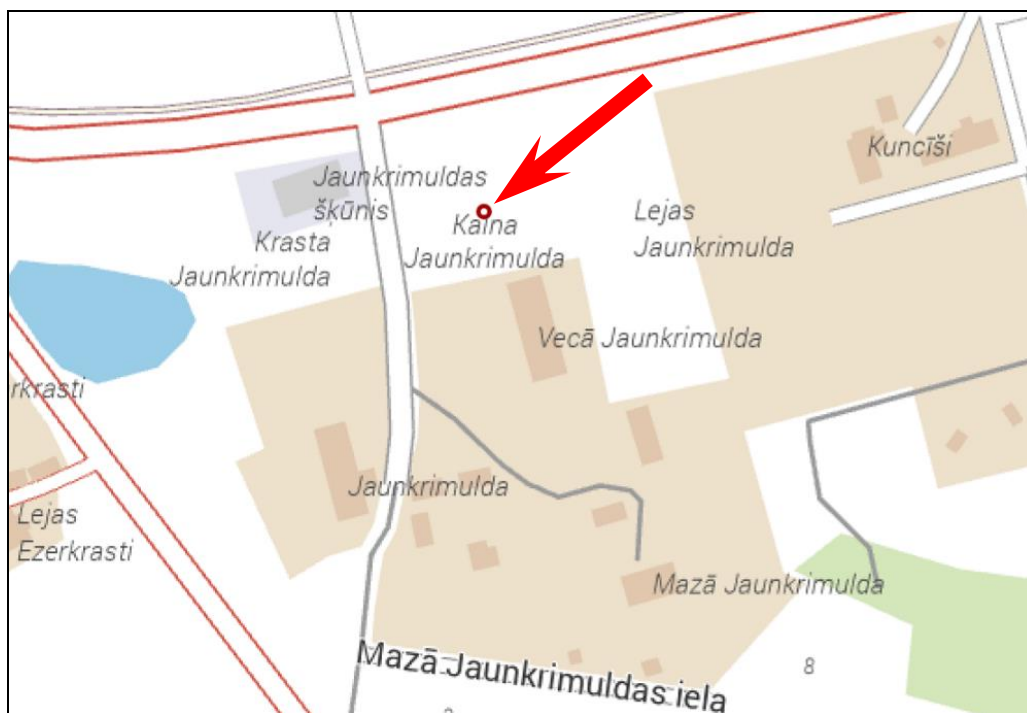 Kuncīši
Jaunkrimuldas
šķūnis
Kalna
Jaunkrimulda
Lejas
Jaunkrimulda
Krasta
Jaunkrimulda
Vecā Jaunkrimulda
rkrasti
Jaunkrimulda
Lejas
Ezerkrasti
Mazā Jaunkrimulda
Mazā Jaunkrimuldas iela
8